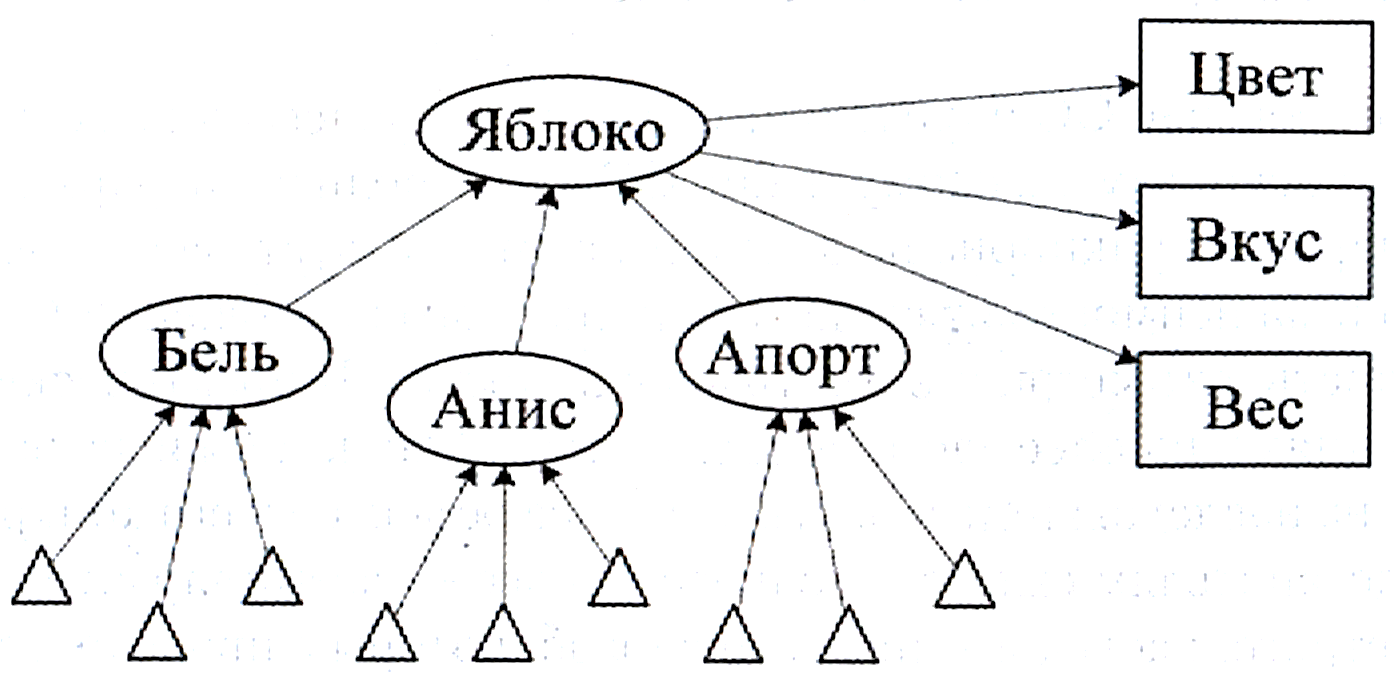 Цвет
Яблоко
Вкус
Бель
Анис
Апорт
Вес